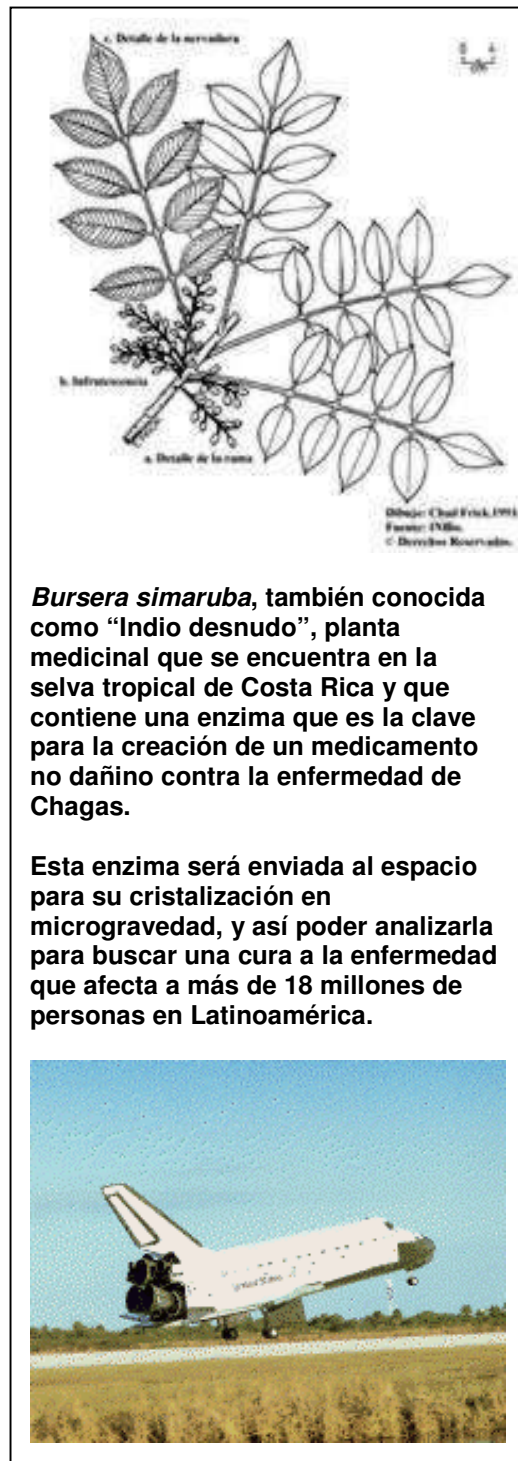 b, c. Detalle de la nervadura
b. Infrutescencia
a. Detalle de la rama
Dibujo: Chad Frick, 1993
Fuente: INBio.
© Derechos Reservados.
Bursera simaruba, también conocida
como “Indio desnudo”, planta
medicinal que se encuentra en la
selva tropical de Costa Rica y que
contiene una enzima que es la clave
para la creación de un medicamento
no dañino contra la enfermedad de
Chagas.
Esta enzima será enviada al espacio
para su cristalización en
microgravedad, y así poder analizarla
para buscar una cura a la enfermedad
que afecta a más de 18 millones de
personas en Latinoamérica.
United States